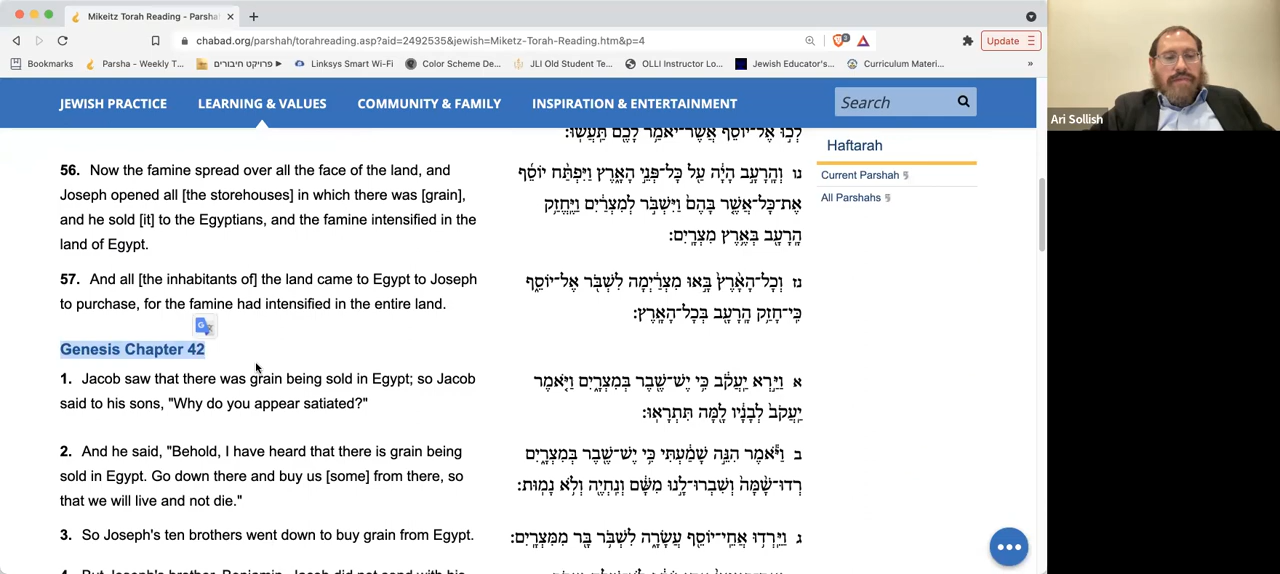 Mikeitz Torah Reading - Parsha
chabad.org/parshah/torahreading.asp?aid=2492535&jewish=Miketz-Torah-Reading.htm&p=4
3
Update
Bookmarks
Parsha - Weekly T...
פרויקט חיבורים
Linksys Smart Wi-Fi
Color Scheme De...
JLI Old Student Te...
OLLI Instructor Lo...
Jewish Educator's...
Curriculum Materi...
»
JEWISH PRACTICE
LEARNING & VALUES
COMMUNITY & FAMILY
INSPIRATION & ENTERTAINMENT
Search
Ari Sollish
לְכ֣וּ אֶל־יוֹסֵ֔ף אֲשֶׁר־יֹאמַ֥ר לָכֶ֖ם תַּֽעֲשֽׂוּ:
Haftarah
Current Parshah
All Parshahs
56. Now the famine spread over all the face of the land, and
Joseph opened all [the storehouses] in which there was [grain],
and he sold [it] to the Egyptians, and the famine intensified in the
land of Egypt.
נו וְהָֽרָעָ֣ב הָיָ֔ה עַ֖ל כָּל־פְּנֵ֣י הָאָ֑רֶץ וַיִּפְתַּ֨ח יוֹסֵ֜ף
אֶת־כָּל־אֲשֶׁ֤ר בָּהֶם֙ וַיִּשְׁבֹּ֣ר לְמִצְרַ֔יִם וַיֶּֽחֱזַ֥ק
הָֽרָעָ֖ב בְּאֶ֥רֶץ מִצְרָֽיִם:
57. And all [the inhabitants of] the land came to Egypt to Joseph
to purchase, for the famine had intensified in the entire land.
נז וְכָל־הָאָ֨רֶץ֙ בָּ֣אוּ מִצְרַ֔יְמָה לִשְׁבֹּ֖ר אֶל־יוֹסֵ֑ף
כִּֽי־חָזַ֥ק הָֽרָעָ֖ב בְּכָל־הָאָֽרֶץ:
Genesis Chapter 42
1. Jacob saw that there was grain being sold in Egypt; so Jacob
said to his sons, "Why do you appear satiated?"
א וַיַּ֣רְא יַֽעֲקֹ֔ב כִּ֥י יֶשׁ־שֶׁ֖בֶר בְּמִצְרָ֑יִם וַיֹּ֤אמֶר
יַֽעֲקֹב֙ לְבָנָ֔יו לָ֖מָּה תִּתְרָאֽוּ:
2. And he said, "Behold, I have heard that there is grain being
sold in Egypt. Go down there and buy us [some] from there, so
that we will live and not die."
ב וַיֹּ֕אמֶר הִנֵּ֣ה שָׁמַ֔עְתִּי כִּ֥י יֶשׁ־שֶׁ֖בֶר בְּמִצְרָ֑יִם
רְדוּ־שָׁ֨מָּה֙ וְשִׁבְרוּ־לָ֣נוּ מִשָּׁ֔ם וְנִֽחְיֶ֖ה וְלֹ֥א נָמֽוּת:
3. So Joseph's ten brothers went down to buy grain from Egypt.
ג וַיֵּֽרְד֥וּ אֲחֵֽי־יוֹסֵ֖ף עֲשָׂרָ֑ה לִשְׁבֹּ֥ר בָּ֖ר מִמִּצְרָֽיִם: